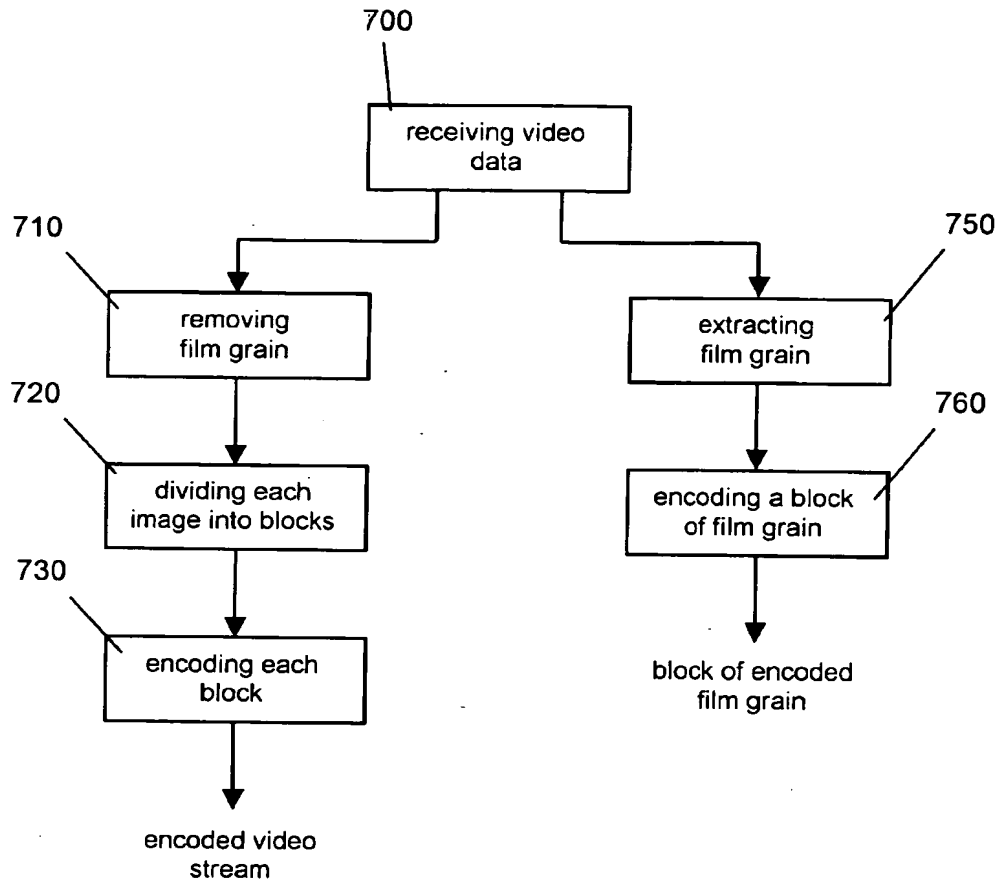 700
receiving video
data
710
removing
film grain
750
extracting
film grain
720
dividing each
image into blocks
760
encoding a block
of film grain
730
encoding each
block
block of encoded
film grain
encoded video
stream